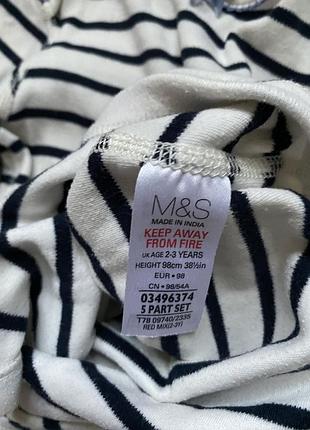 M&S
MADE IN INDIA
KEEP AWAY
FROM FIRE
UK AGE 2-3 YEARS
HEIGHT 98cm 38½in
EUR • 98
CN • 98/54A
03496374
5 PART SET
T78 09740/2335
RED MIX(2-3Y)